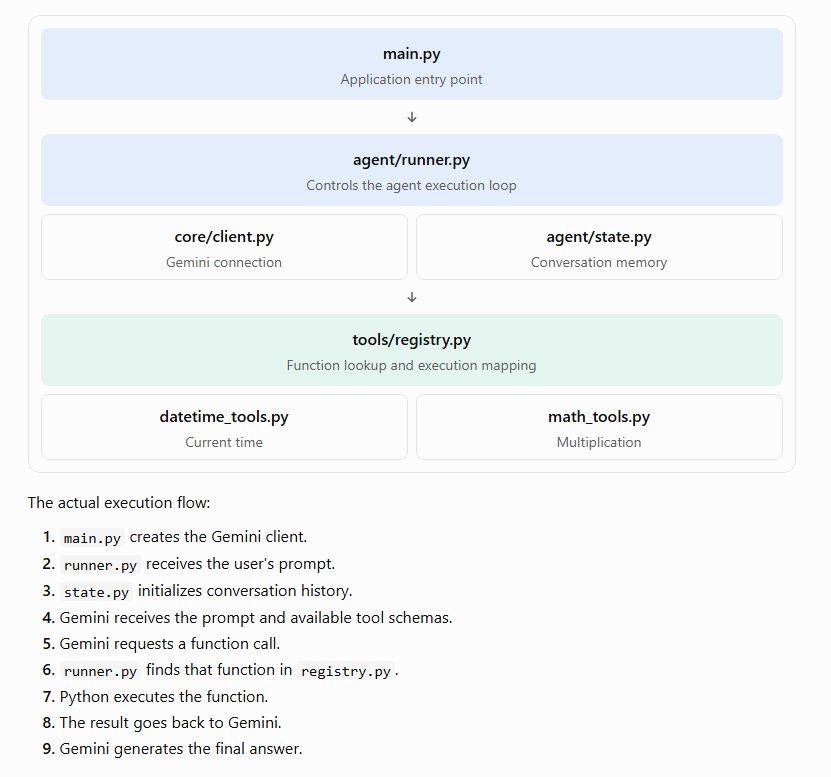 main.py
Application entry point
↓
agent/runner.py
Controls the agent execution loop
core/client.py
Gemini connection
agent/state.py
Conversation memory
↓
tools/registry.py
Function lookup and execution mapping
datetime_tools.py
Current time
math_tools.py
Multiplication
The actual execution flow:
1. main.py creates the Gemini client.
2. runner.py receives the user's prompt.
3. state.py initializes conversation history.
4. Gemini receives the prompt and available tool schemas.
5. Gemini requests a function call.
6. runner.py finds that function in registry.py.
7. Python executes the function.
8. The result goes back to Gemini.
9. Gemini generates the final answer.